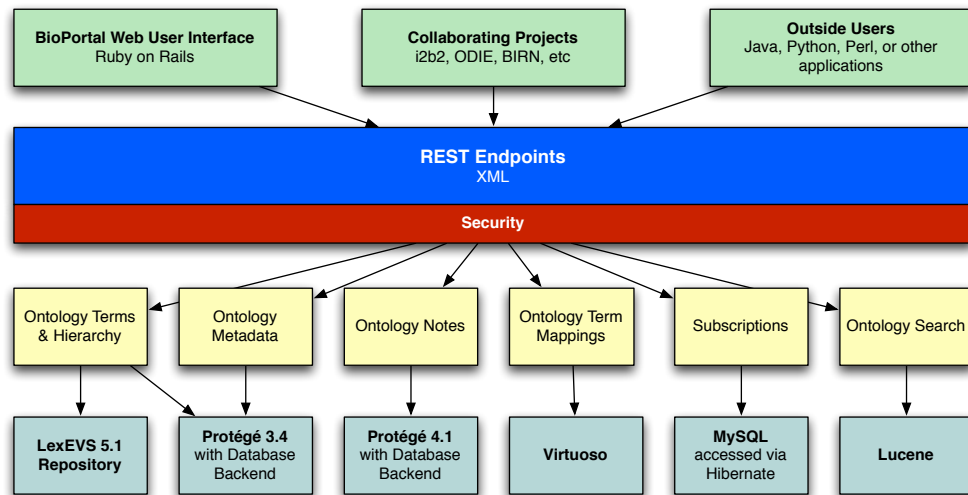 BioPortal Web User Interface
Ruby on Rails
Collaborating Projects
i2b2, ODIE, BIRN, etc
Outside Users
Java, Python, Perl, or other
applications
REST Endpoints
XML
Security
Ontology Terms
& Hierarchy
Ontology
Metadata
Ontology Notes
Ontology Term
Mappings
Subscriptions
Ontology Search
LexEVS 5.1
Repository
Protégé 3.4
with Database
Backend
Protégé 4.1
with Database
Backend
Virtuoso
MySQL
accessed via
Hibernate
Lucene